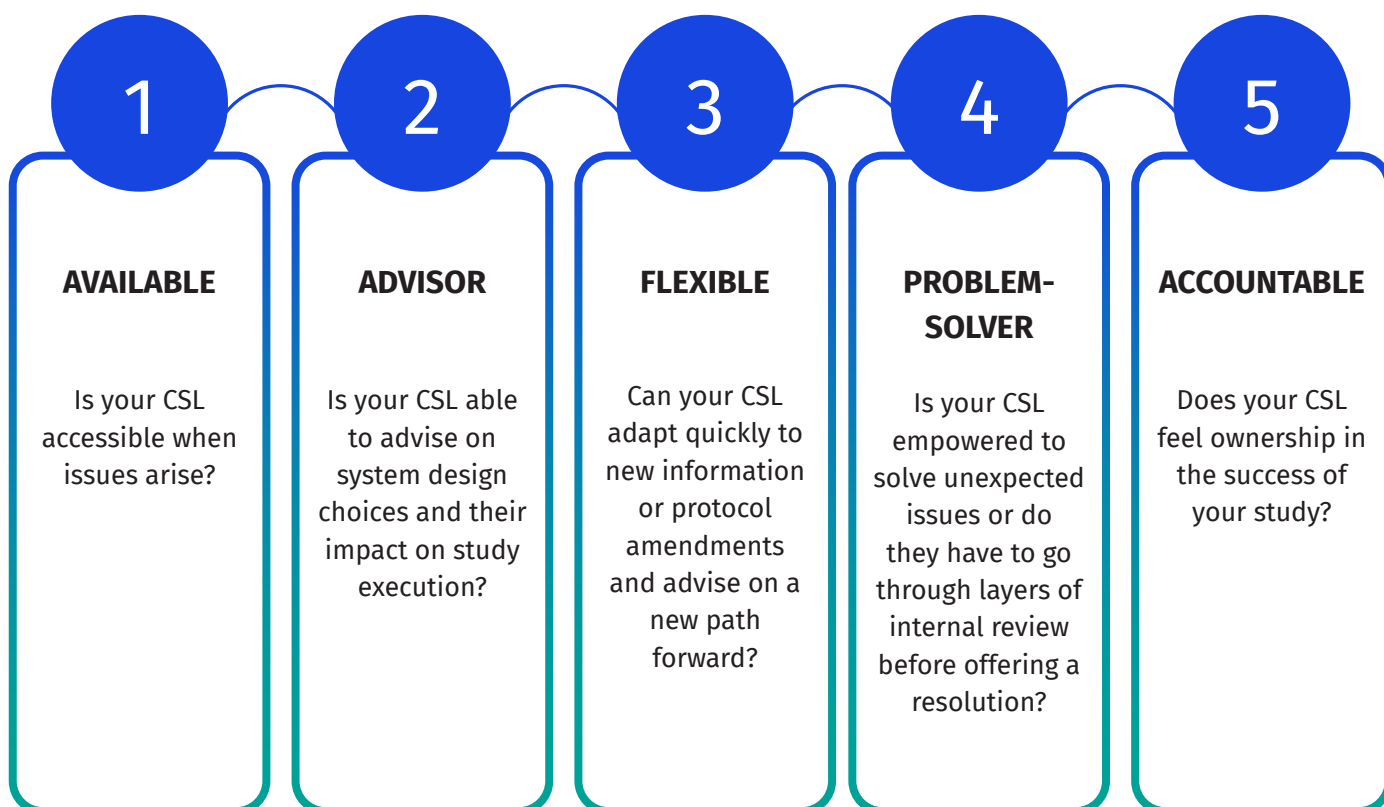 1
AVAILABLE
Is your CSL
accessible when
issues arise?
2
ADVISOR
Is your CSL able
to advise on
system design
choices and their
impact on study
execution?
3
FLEXIBLE
Can your CSL
adapt quickly to
new information
or protocol
amendments
and advise on a
new path
forward?
4
PROBLEM-
SOLVER
Is your CSL
empowered to
solve unexpected
issues or do
they have to go
through layers of
internal review
before offering a
resolution?
5
ACCOUNTABLE
Does your CSL
feel ownership in
the success of
your study?